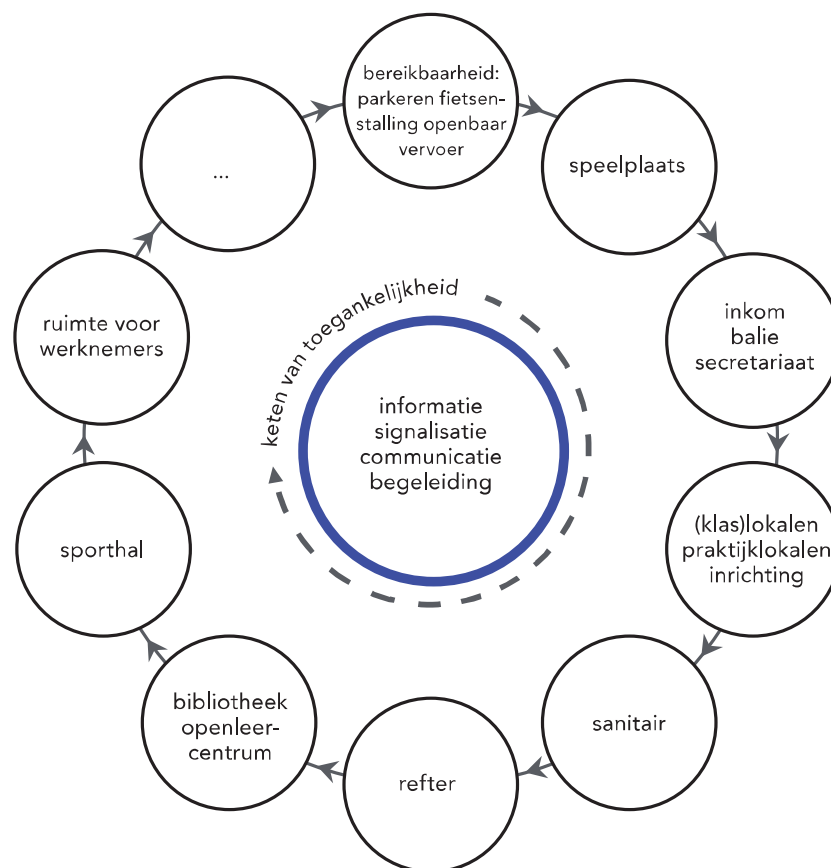 bereikbaarheid:
parkeren fietsen-
stalling openbaar
vervoer
speelplaats
inkom
balie
secretariaat
(klas)lokalen
praktijklokalen
inrichting
sanitair
refter
bibliotheek
openleer-
centrum
sporthal
ruimte voor
werknemers
...
keten van toegankelijkheid
informatie
signalisatie
communicatie
begeleiding